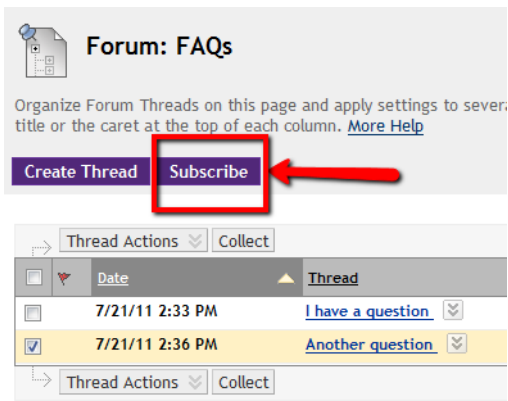 Forum: FAQs
Organize Forum Threads on this page and apply settings to
title or the caret at the top of each column. More Help
Create Thread Subscribe
Thread Actions Collect
Date Thread
7/21/11 2:33 PM I have a question
7/21/11 2:36 PM Another question
Thread Actions Collect